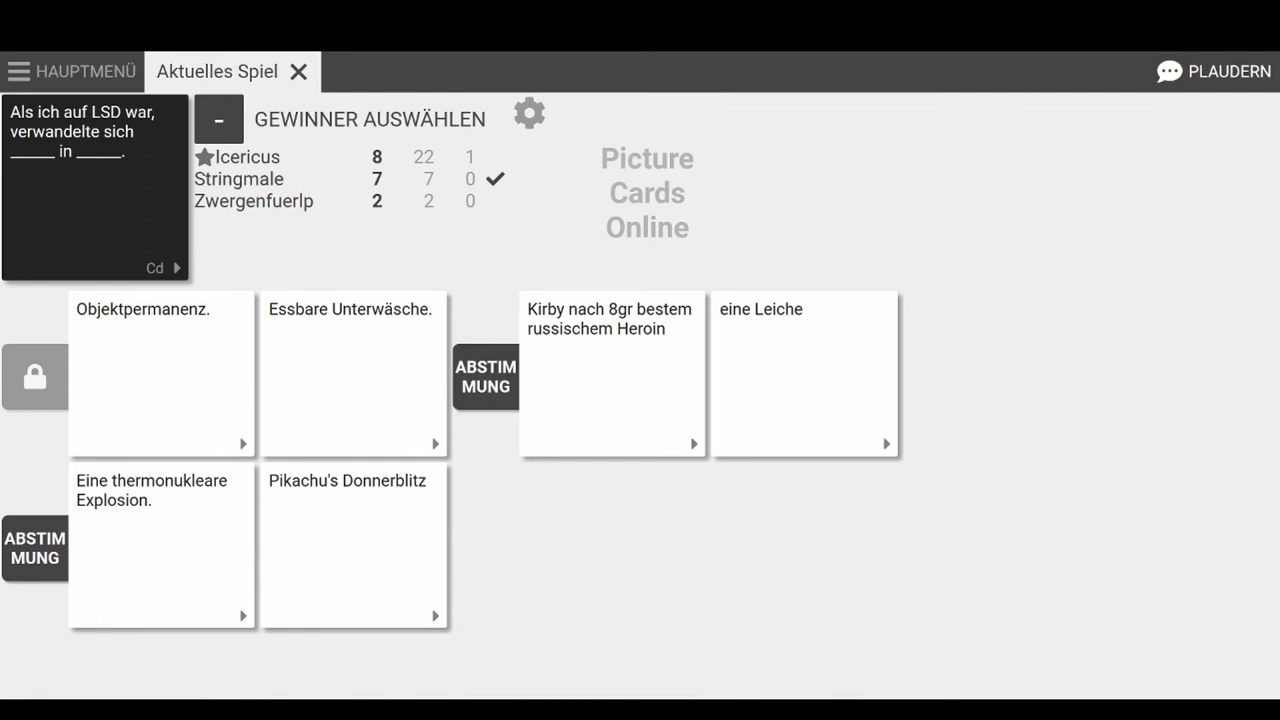 HAUPTMENÜ
Aktuelles Spiel
PLAUDERN
Als ich auf LSD war,
verwandelte sich
_____ in _____.
Cd
-
GEWINNER AUSWÄHLEN
Icericus 8 22 1
Stringmale 7 7 0
Zwergenfuerlp 2 2 0
Picture
Cards
Online
Objektpermanenz.
Essbare Unterwäsche.
ABSTIM
MUNG
Kirby nach 8gr bestem
russischem Heroin
eine Leiche
ABSTIM
MUNG
Eine thermonukleare
Explosion.
Pikachu's Donnerblitz